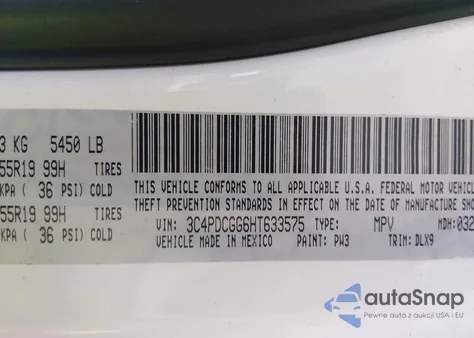 3 KG 5450 LB
55R19 99H TIRES
KPA ( 36 PSI) COLD
55R19 99H TIRES
KPA ( 36 PSI) COLD
THIS VEHICLE CONFORMS TO ALL APPLICABLE U.S.A. FEDERAL MOTOR VEHIC
THEFT PREVENTION STANDARDS IN EFFECT ON THE DATE OF MANUFACTURE SHO
VIN: 3C4PDCGG6HT633575 TYPE: MPV MDH: 032
VEHICLE MADE IN MEXICO PAINT: PW3 TRIM: DLX9
autoSnap
Pewne auta z aukcji USA i EU